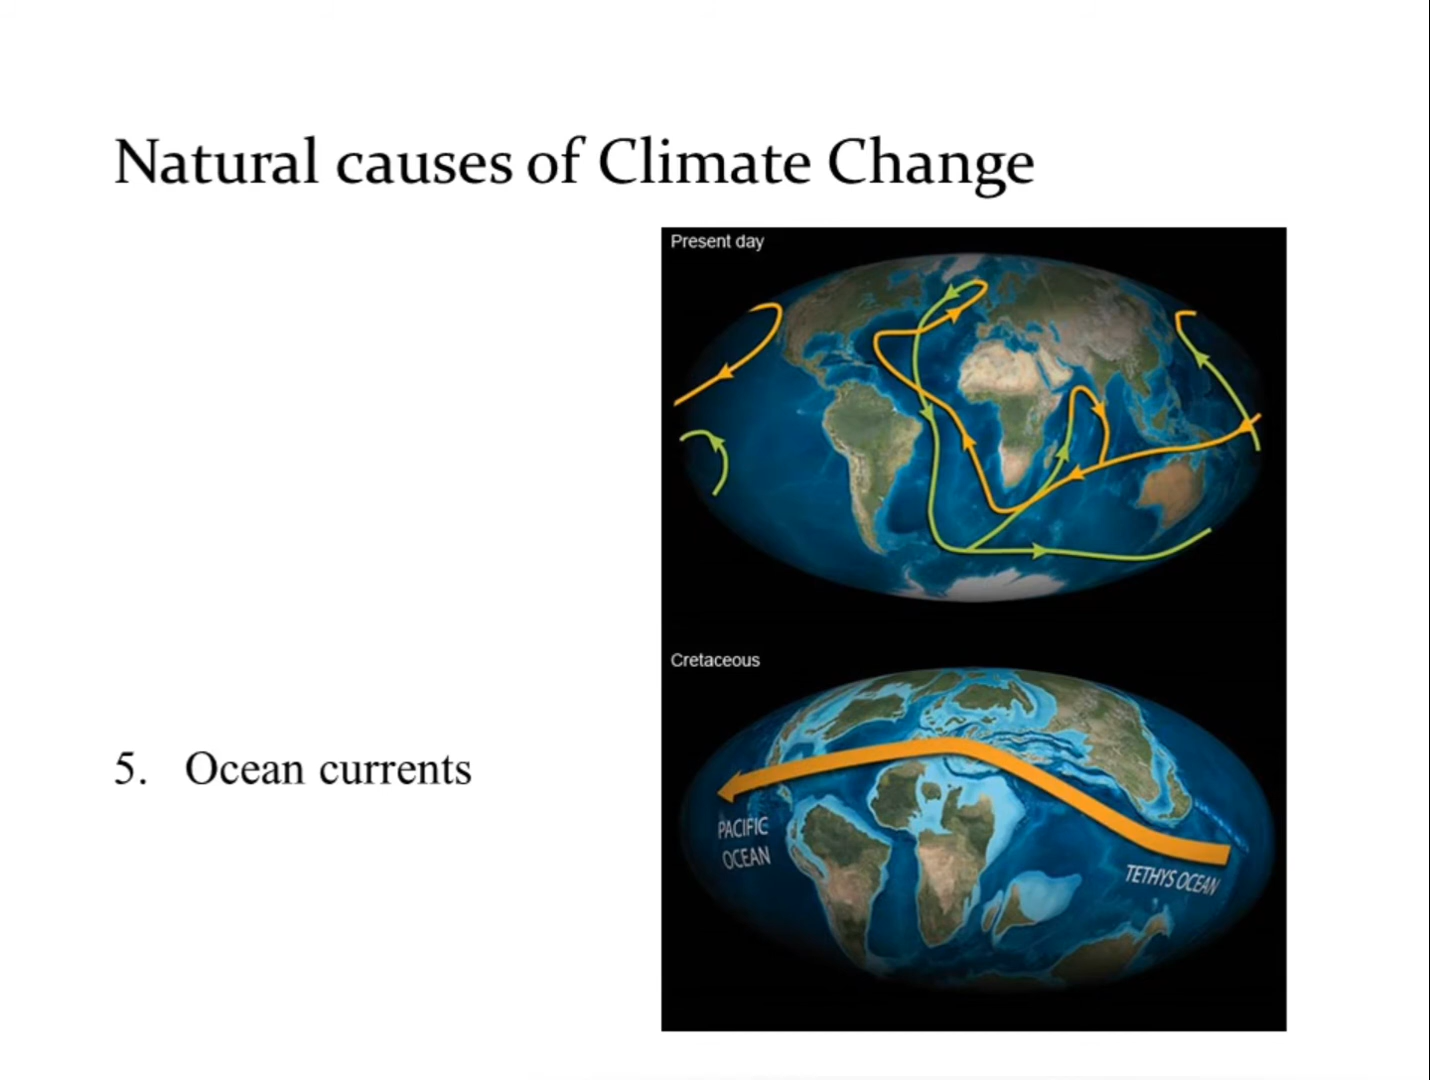 Natural causes of Climate Change
Present day
Cretaceous
5. Ocean currents
PACIFIC
OCEAN
TETHYS OCEAN